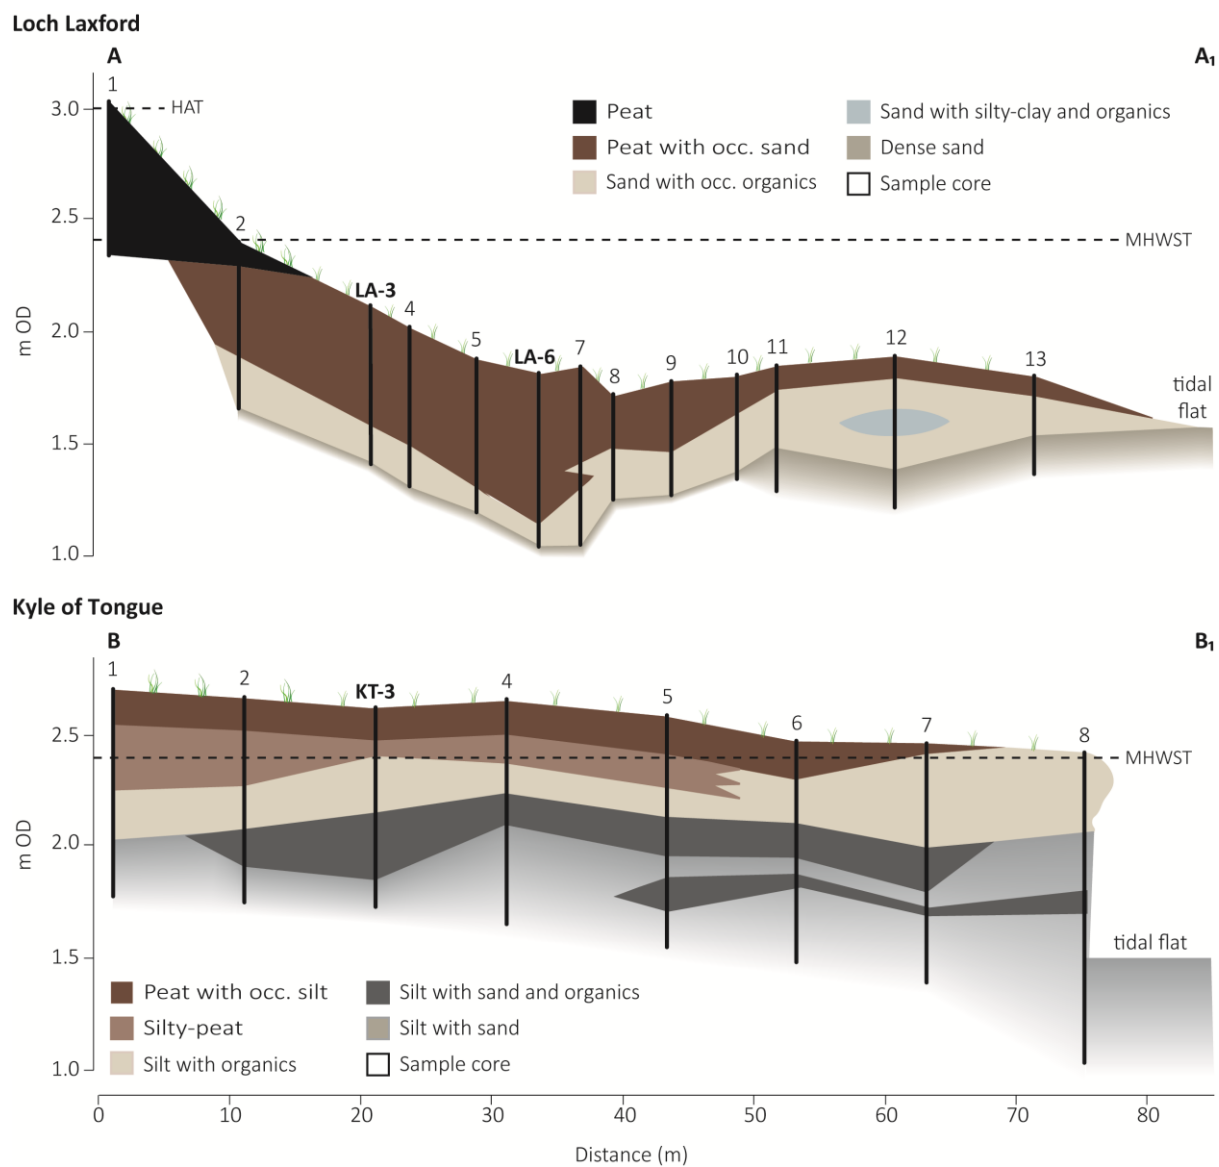 Loch Laxford
A
A₁
1
3.0
HAT
Peat
Sand with silty-clay and organics
Peat with occ. sand
Dense sand
Sand with occ. organics
Sample core
2.5
2
MHWST
LA-3
4
m OD
2.0
5
LA-6
7
8
9
10
11
12
13
tidal
flat
1.5
1.0
Kyle of Tongue
B
B₁
1
2
KT-3
4
5
6
7
8
2.5
MHWST
m OD
2.0
1.5
tidal flat
Peat with occ. silt
Silt with sand and organics
Silty-peat
Silt with sand
Silt with organics
Sample core
1.0
0
10
20
30
40
50
60
70
80
Distance (m)